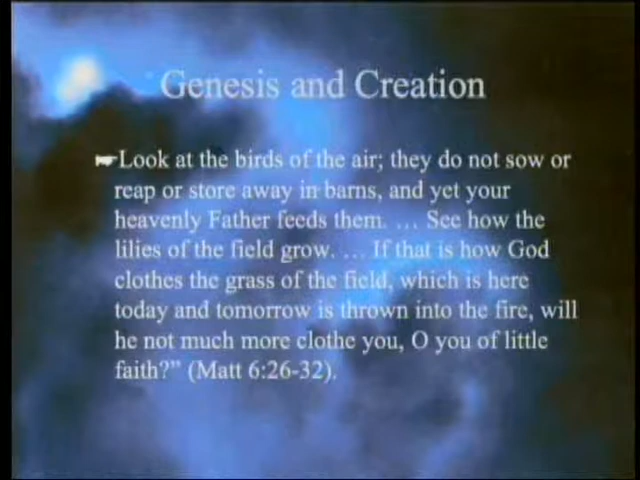 Genesis and Creation
☛Look at the birds of the air; they do not sow or
reap or store away in barns, and yet your
heavenly Father feeds them. … See how the
lilies of the field grow. … If that is how God
clothes the grass of the field, which is here
today and tomorrow is thrown into the fire, will
he not much more clothe you, O you of little
faith?” (Matt 6:26-32).